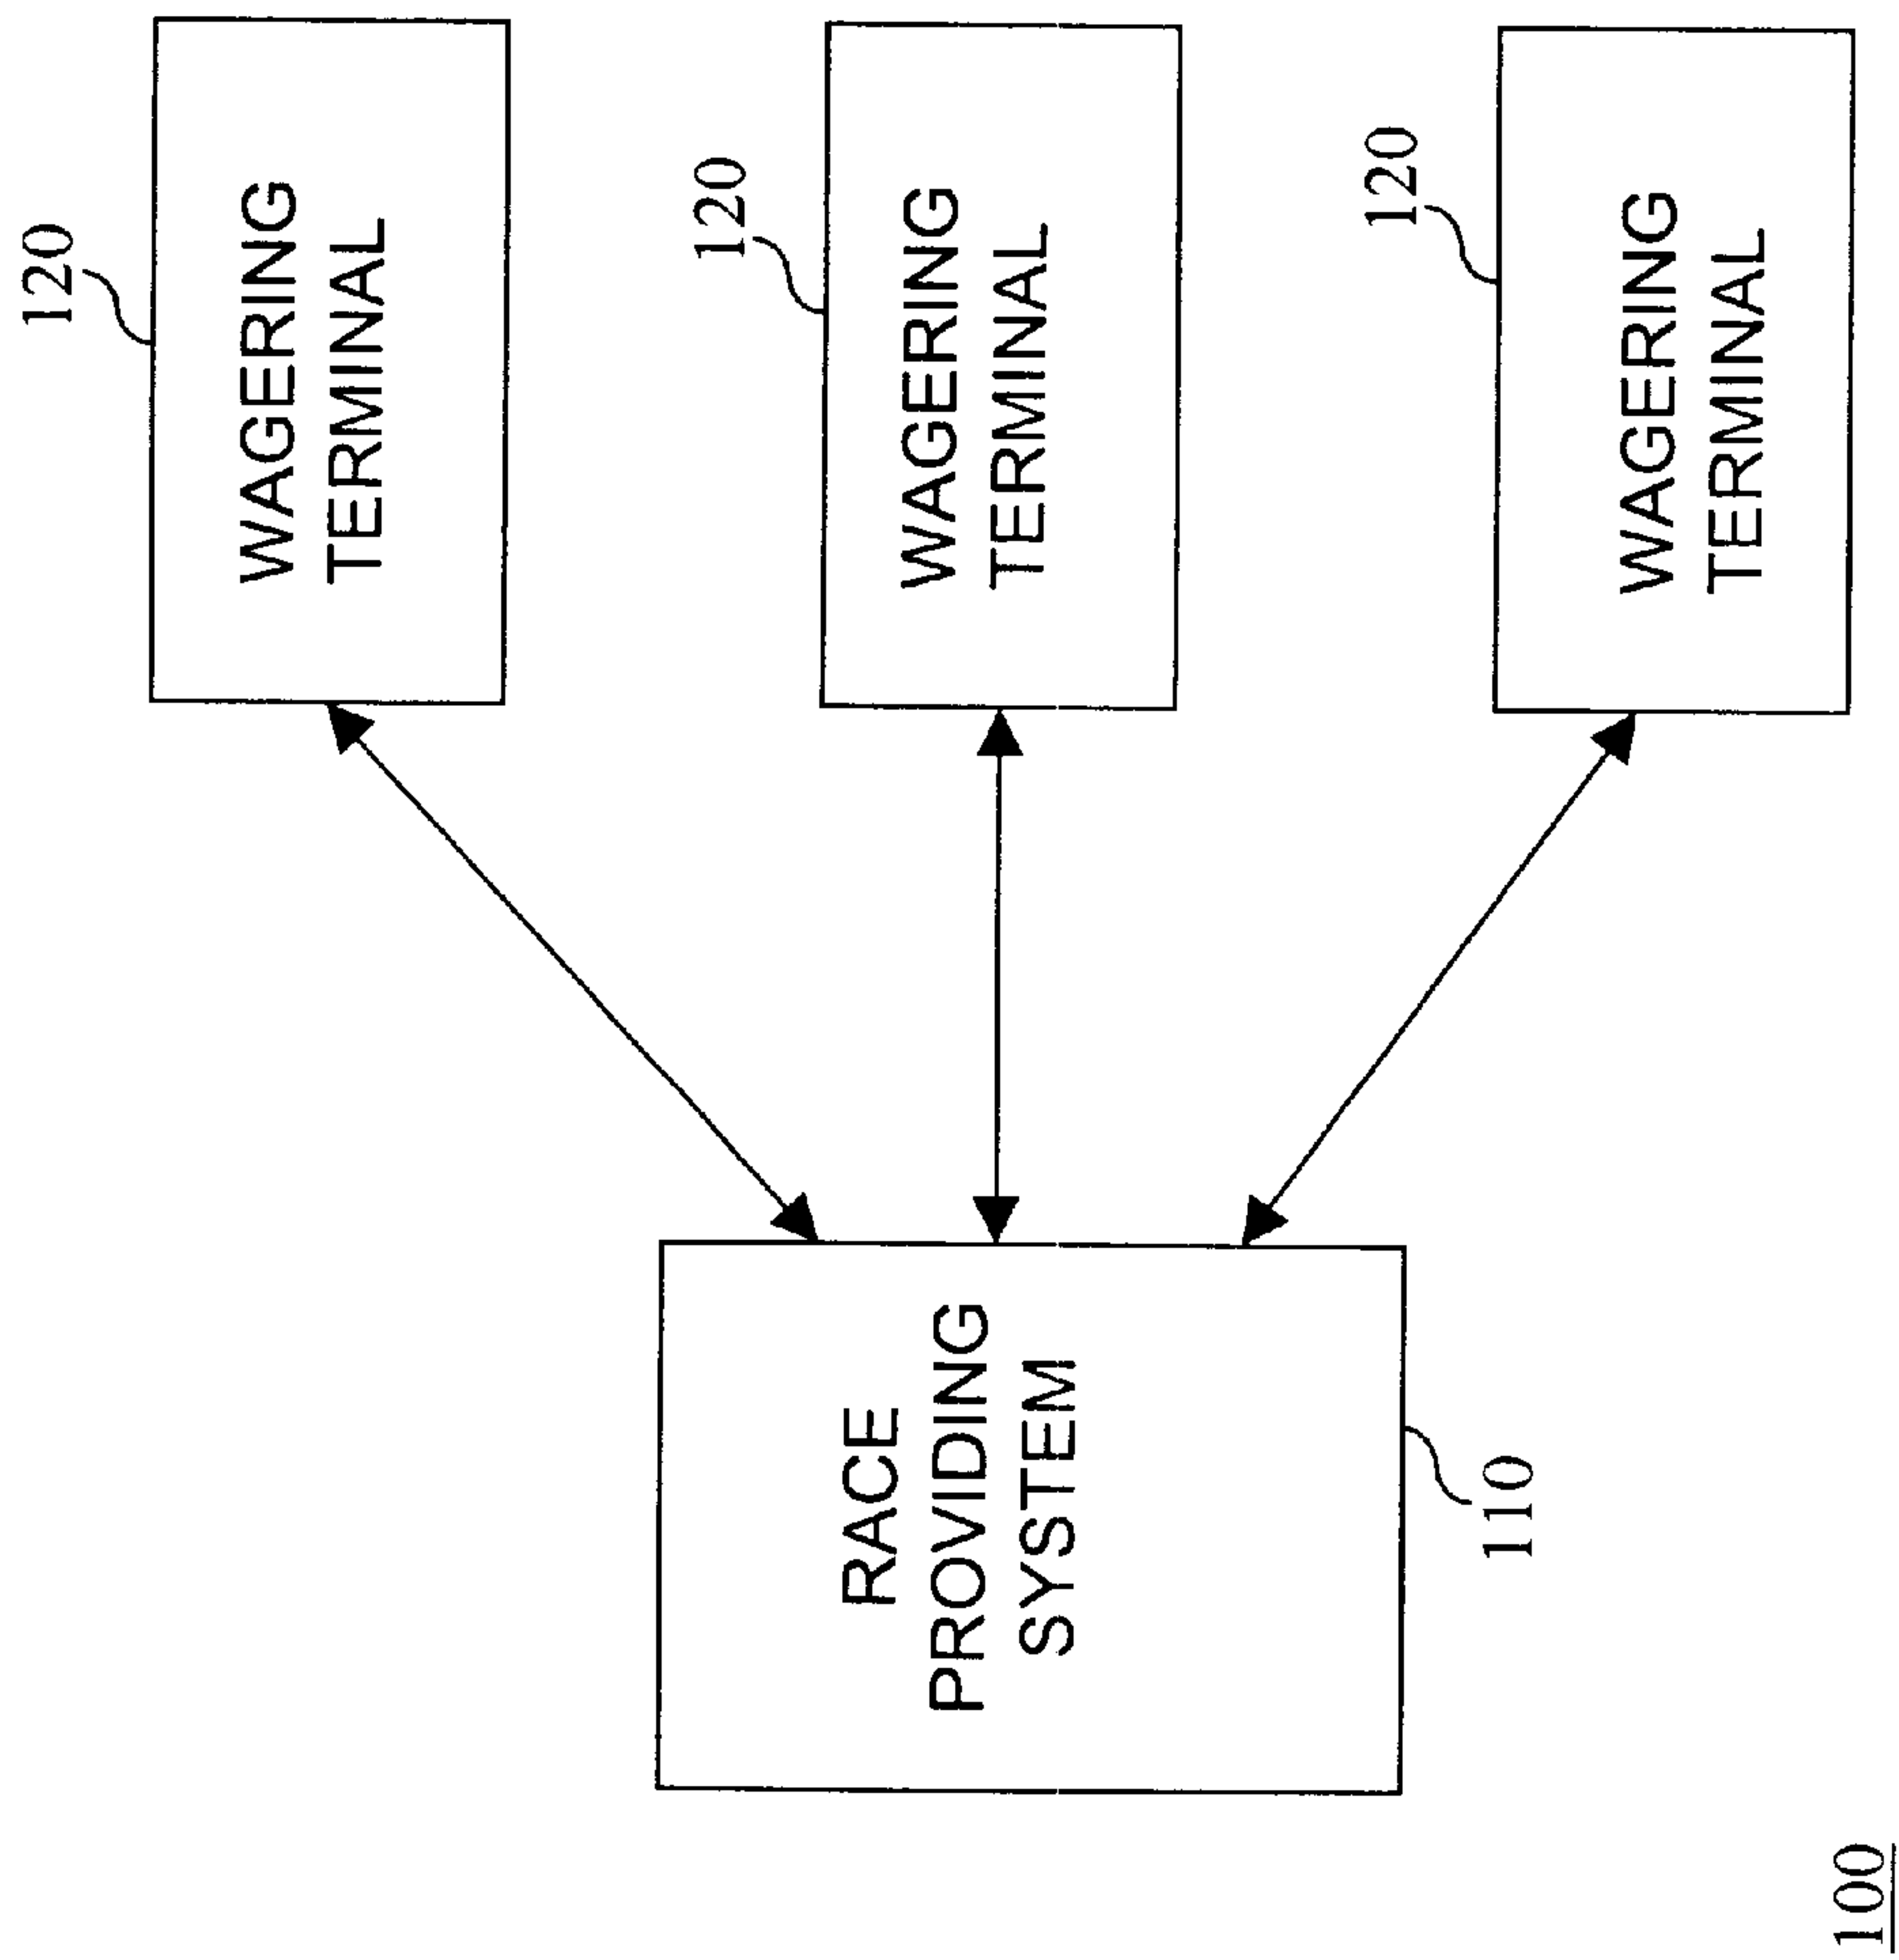 120
WAGERING
TERMINAL
120
WAGERING
TERMINAL
120
WAGERING
TERMINAL
RACE
PROVIDING
SYSTEM
110
100